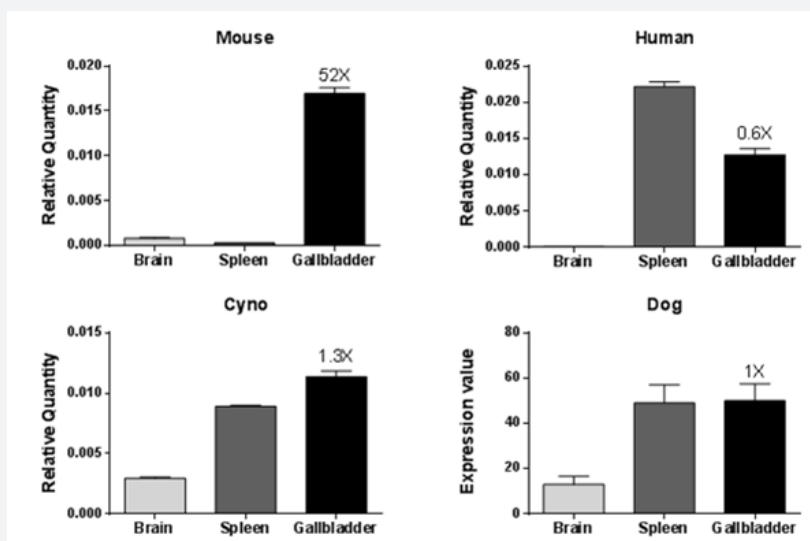 Mouse
Relative Quantity
0.020
0.015
0.010
0.005
0.000
52X
Brain Spleen Gallbladder
Human
Relative Quantity
0.025
0.020
0.015
0.010
0.005
0.000
0.6X
Brain Spleen Gallbladder
Cyno
Relative Quantity
0.015
0.010
0.005
0.000
1.3X
Brain Spleen Gallbladder
Dog
Expression value
80
60
40
20
0
1X
Brain Spleen Gallbladder